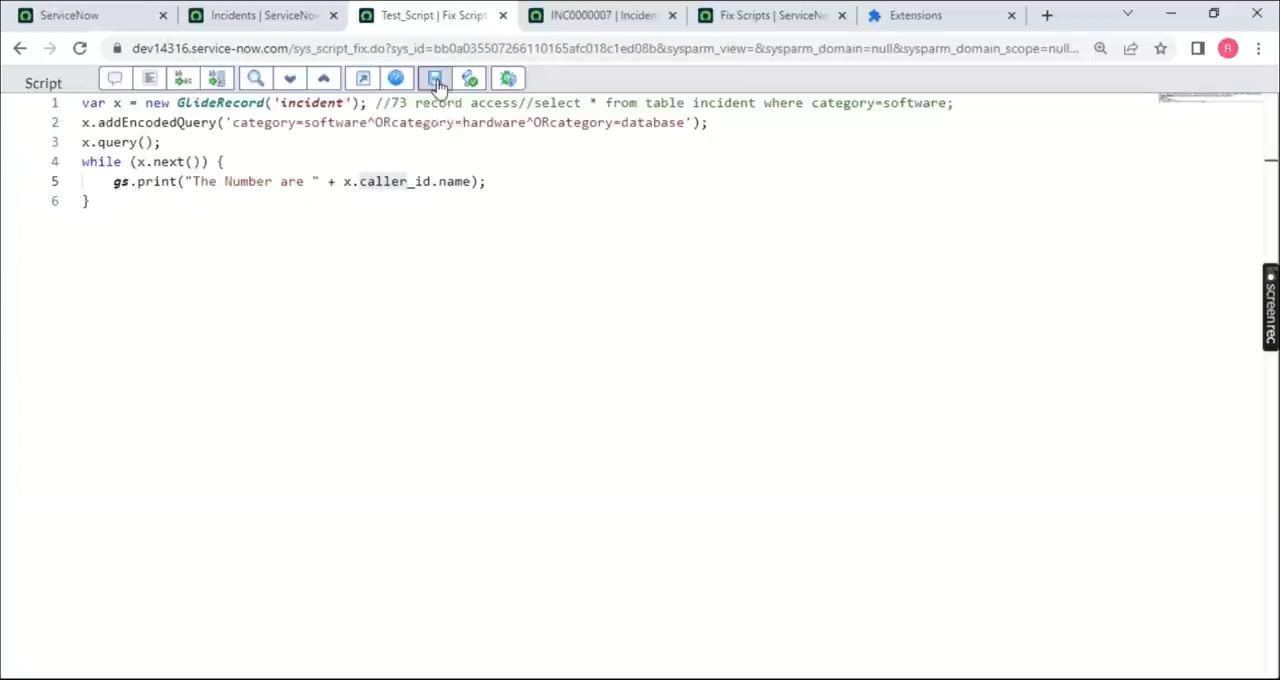 ServiceNow
Incidents | ServiceNov
Test_Script | Fix Script
INC0000007 | Inciden
Fix Scripts | ServiceNo
Extensions
dev14316.service-now.com/sys_script_fix.do?sys_id=bb0a035507266110165afc018c1ed08b&sysparm_view=&sysparm_domain=null&sysparm_domain_scope=null...
Script
1 var x = new GlideRecord('incident'); //73 record access//select * from table incident where category=software;
2 x.addEncodedQuery('category=software^ORcategory=hardware^ORcategory=database');
3 x.query();
4 while (x.next()) {
5 gs.print("The Number are " + x.caller_id.name);
6 }
screenrec